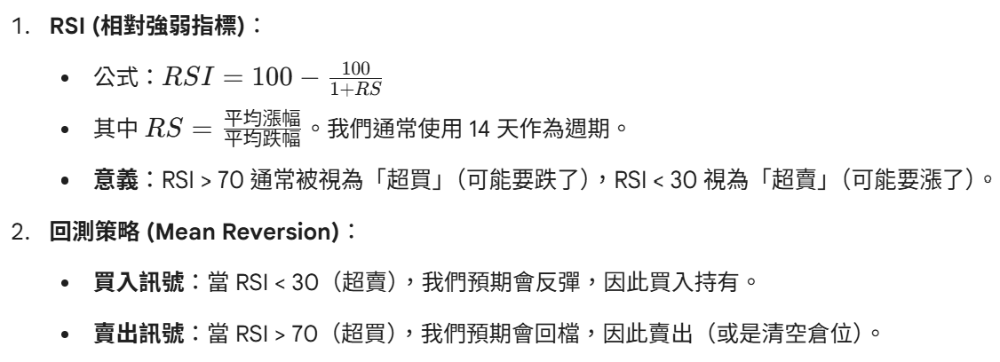 1. RSI (相對強弱指標)：
• 公式：RSI = 100 − \frac{100}{1+RS}
• 其中 RS = \frac{平均漲幅}{平均跌幅}。我們通常使用 14 天作為週期。
• 意義：RSI > 70 通常被視為「超買」（可能要跌了），RSI < 30 視為「超賣」（可能要漲了）。
2. 回測策略 (Mean Reversion)：
• 買入訊號：當 RSI < 30（超賣），我們預期會反彈，因此買入持有。
• 賣出訊號：當 RSI > 70（超買），我們預期會回檔，因此賣出（或是清空倉位）。